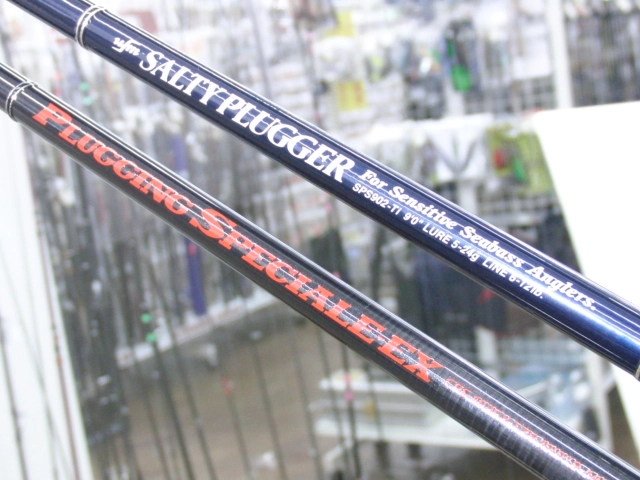 ufm SALTY PLUGGER
For Sensitive Seabass Anglers.
SPS902-TI 9'0" LURE 5-24g LINE 6-12lb.
PLUGGING SPECIALE EX